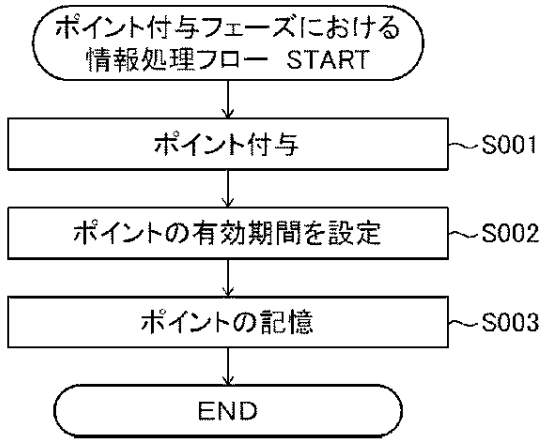 ポイント付与フェーズにおける
情報処理フロー START
ポイント付与 S001
ポイントの有効期間を設定 S002
ポイントの記憶 S003
END